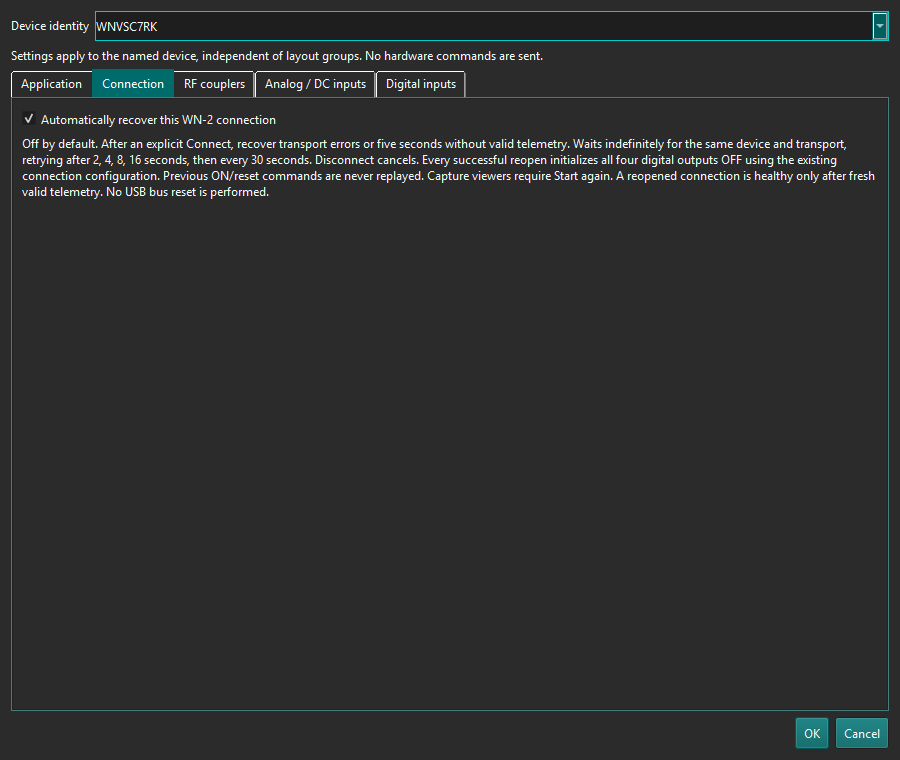 Device identity WNVSC7RK
Settings apply to the named device, independent of layout groups. No hardware commands are sent.
Application Connection RF couplers Analog / DC inputs Digital inputs
Automatically recover this WN-2 connection
Off by default. After an explicit Connect, recover transport errors or five seconds without valid telemetry. Waits indefinitely for the same device and transport,
retrying after 2, 4, 8, 16 seconds, then every 30 seconds. Disconnect cancels. Every successful reopen initializes all four digital outputs OFF using the existing
connection configuration. Previous ON/reset commands are never replayed. Capture viewers require Start again. A reopened connection is healthy only after fresh
valid telemetry. No USB bus reset is performed.
OK Cancel